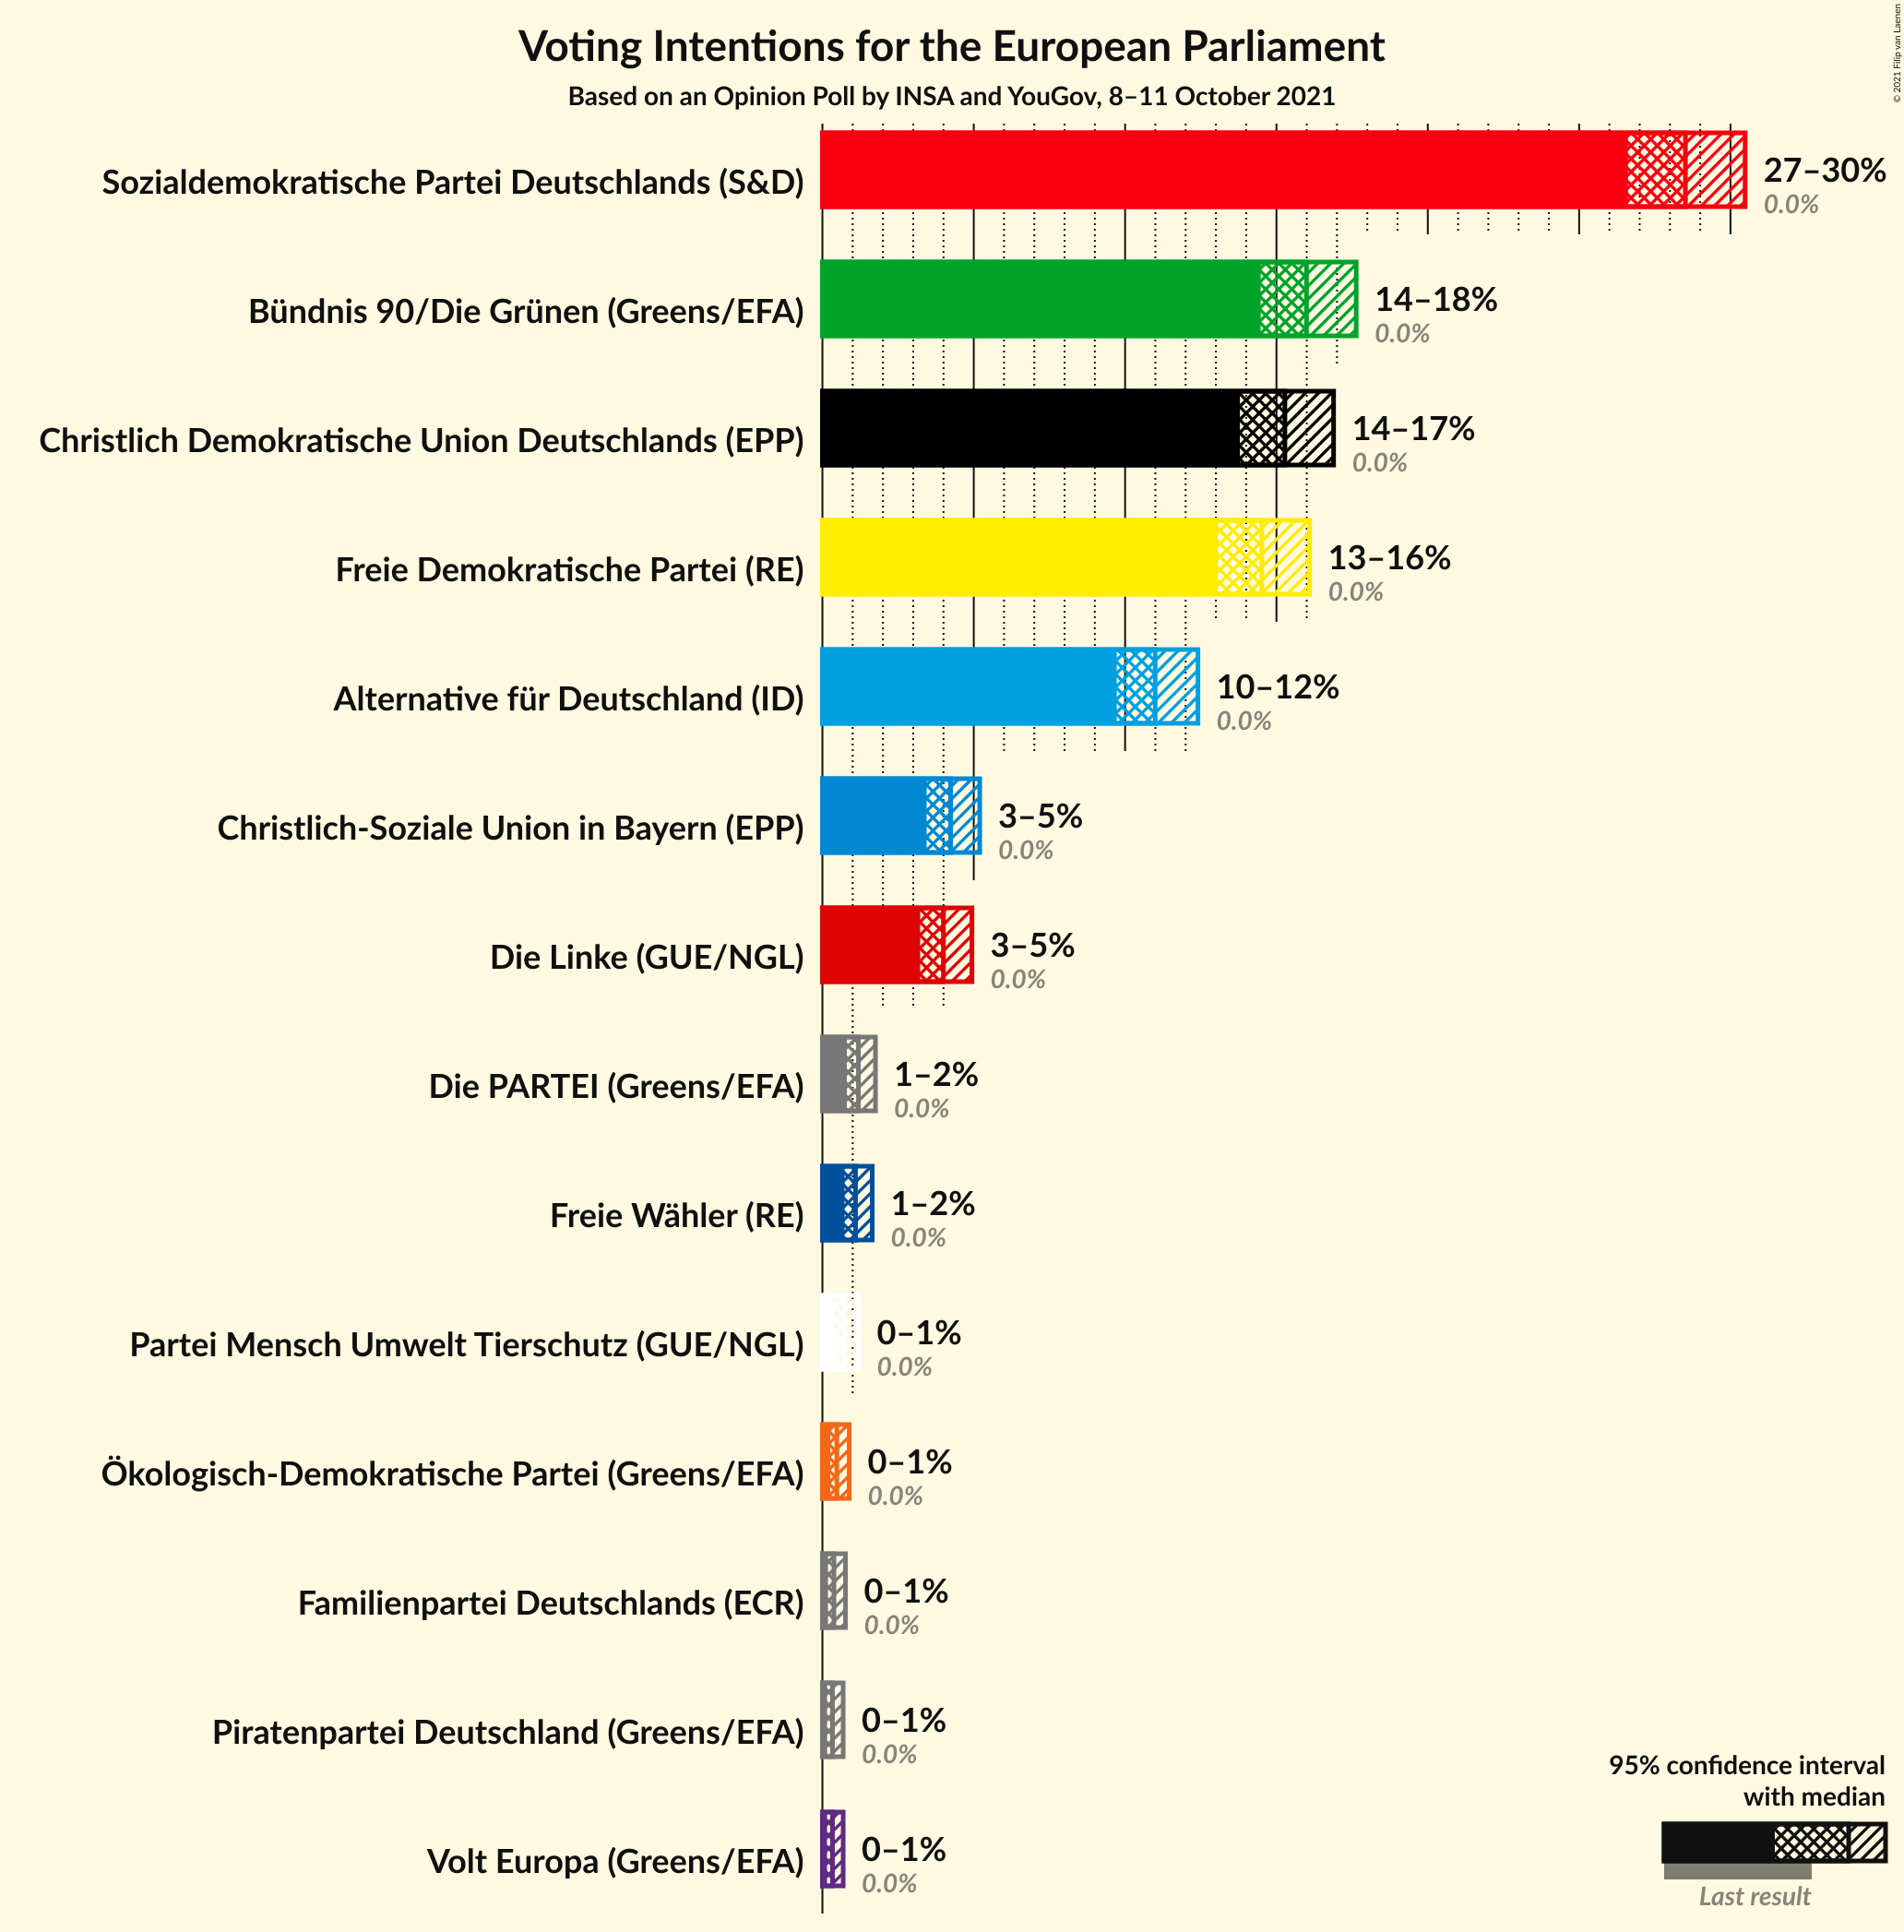 Voting Intentions for the European Parliament
Based on an Opinion Poll by INSA and YouGov, 8–11 October 2021
© 2021 Filip van Laenen
Sozialdemokratische Partei Deutschlands (S&D)
27–30%
0.0%
Bündnis 90/Die Grünen (Greens/EFA)
14–18%
0.0%
Christlich Demokratische Union Deutschlands (EPP)
14–17%
0.0%
Freie Demokratische Partei (RE)
13–16%
0.0%
Alternative für Deutschland (ID)
10–12%
0.0%
Christlich-Soziale Union in Bayern (EPP)
3–5%
0.0%
Die Linke (GUE/NGL)
3–5%
0.0%
Die PARTEI (Greens/EFA)
1–2%
0.0%
Freie Wähler (RE)
1–2%
0.0%
Partei Mensch Umwelt Tierschutz (GUE/NGL)
0–1%
0.0%
Ökologisch-Demokratische Partei (Greens/EFA)
0–1%
0.0%
Familienpartei Deutschlands (ECR)
0–1%
0.0%
Piratenpartei Deutschland (Greens/EFA)
0–1%
0.0%
Volt Europa (Greens/EFA)
0–1%
0.0%
95% confidence interval
with median
Last result